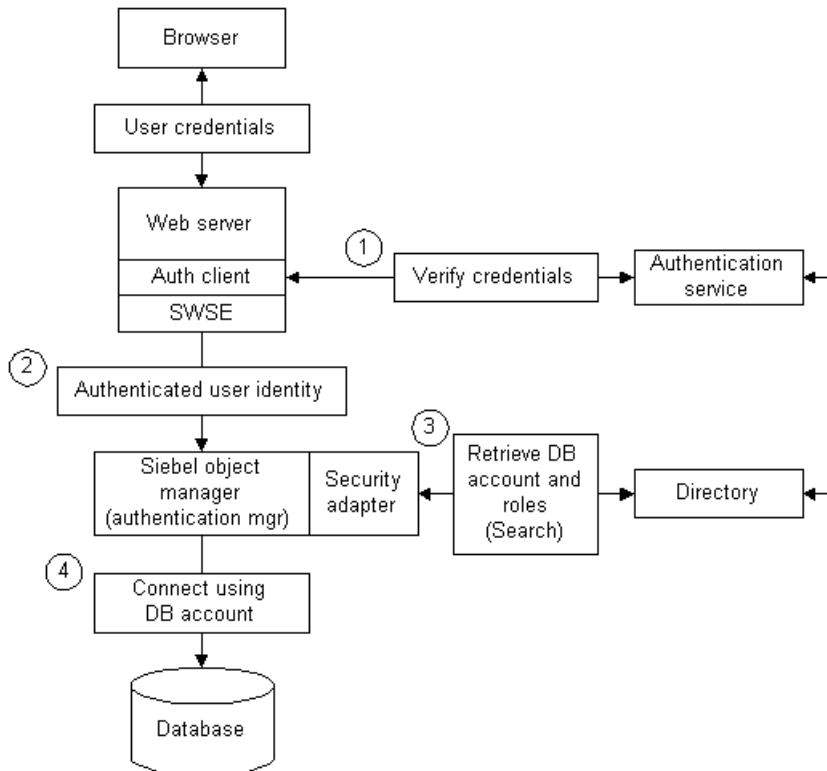 Browser
User credentials
Web server
Auth client
SWSE
1
Verify credentials
Authentication
service
2
Authenticated user identity
Siebel object
manager
(authentication mgr)
Security
adapter
3
Retrieve DB
account and
roles
(Search)
Directory
4
Connect using
DB account
Database